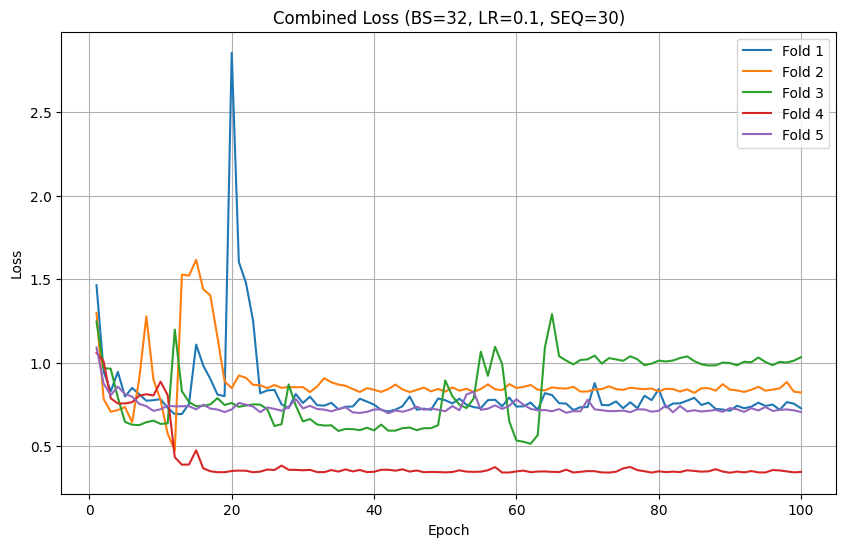 Combined Loss (BS=32, LR=0.1, SEQ=30)
Fold 1
Fold 2
Fold 3
Fold 4
Fold 5
Loss
2.5
2.0
1.5
1.0
0.5
0
20
40
60
80
100
Epoch